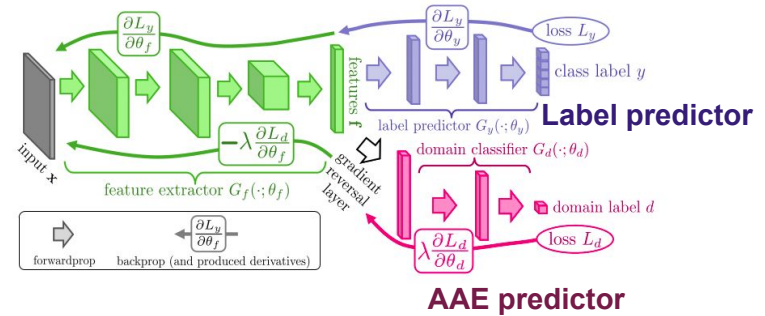 ∂L_y/∂θ_f
∂L_y/∂θ_y
loss L_y
features f
class label y
Label predictor
label predictor G_y(·;θ_y)
input x
−λ ∂L_d/∂θ_f
gradient
reversal
layer
domain classifier G_d(·;θ_d)
feature extractor G_f(·;θ_f)
domain label d
∂L_y/∂θ_f
forwardprop
backprop (and produced derivatives)
λ ∂L_d/∂θ_d
loss L_d
AAE predictor